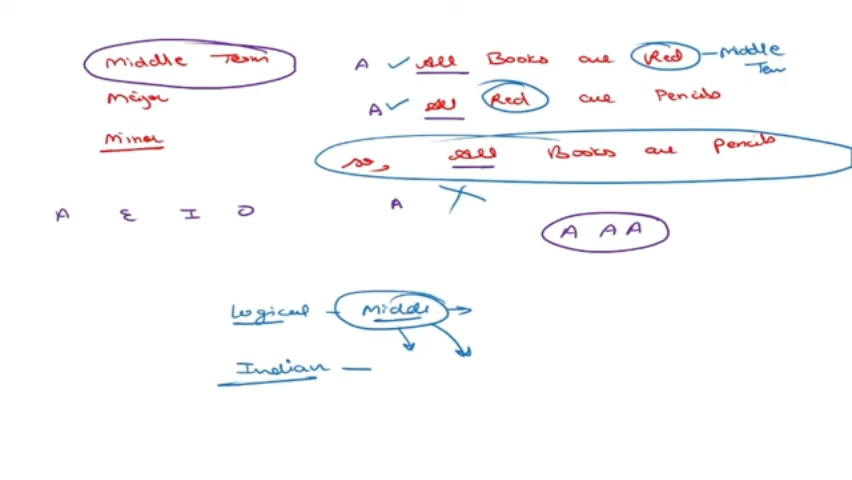 Middle Term
A All Books are Red - Middle Ter
Major
A All Red are Pencils
Minor
so, All Books are Pencils
A E I O
A
A A A
Logical - Middle
Indian -